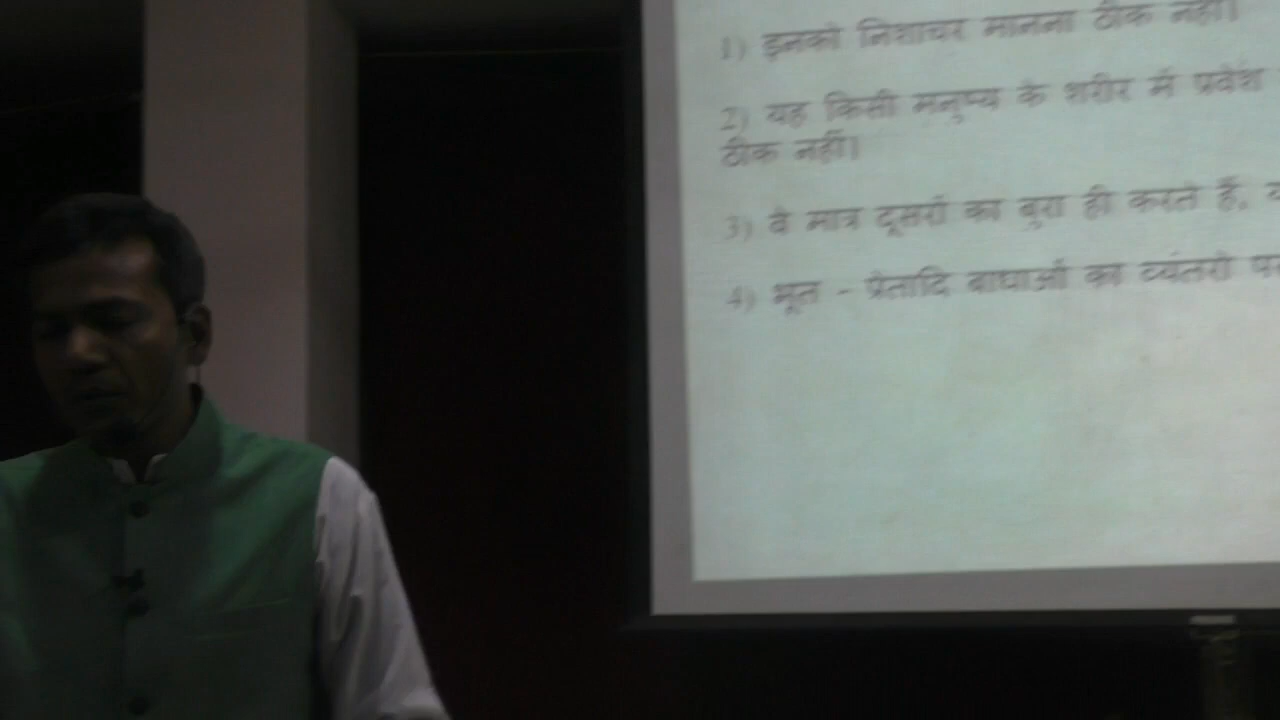 1) इनको निशाचर मानना ठीक नहीं।
2) यह किसी मनुष्य के शरीर में प्रवेश
ठीक नहीं।
3) वे मात्र दूसरों का बुरा ही करते हैं,
4) भूत - प्रेतादि बाधाओं का व्यंतरो